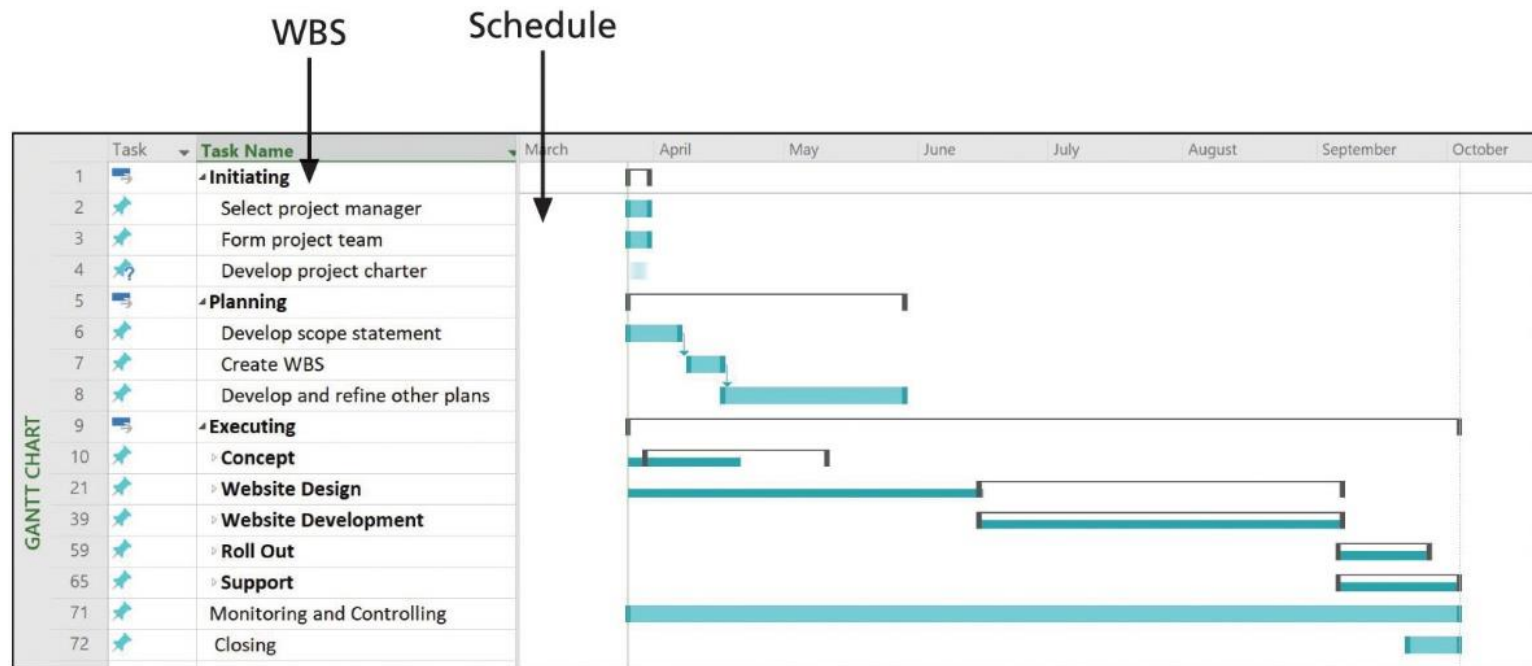 WBS Schedule
Task Task Name March April May June July August September October
1 Initiating
2 Select project manager
3 Form project team
4 ? Develop project charter
5 Planning
6 Develop scope statement
7 Create WBS
8 Develop and refine other plans
9 Executing
10 Concept
21 Website Design
39 Website Development
59 Roll Out
65 Support
71 Monitoring and Controlling
72 Closing
GANTT CHART